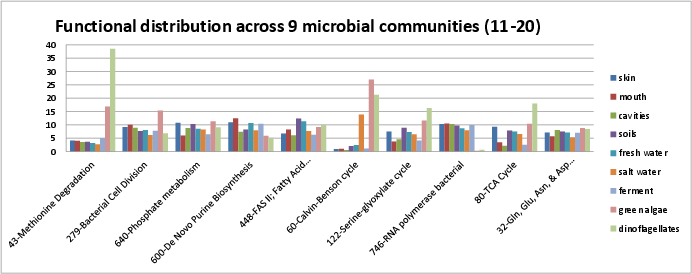 Functional distribution across 9 microbial communities (11-20)
40
35
30
25
20
15
10
5
0
43-Methionine Degradation
279-Bacterial Cell Division
640-Phosphate metabolism
600-De Novo Purine Biosynthesis
448-FAS II; Fatty Acid...
60-Calvin-Benson cycle
122-Serine-glyoxylate cycle
746-RNA polymerase bacterial
80-TCA Cycle
32-Gln, Glu, Asn, & Asp...
skin
mouth
cavities
soils
fresh water
salt water
ferment
green algae
dinoflagellates